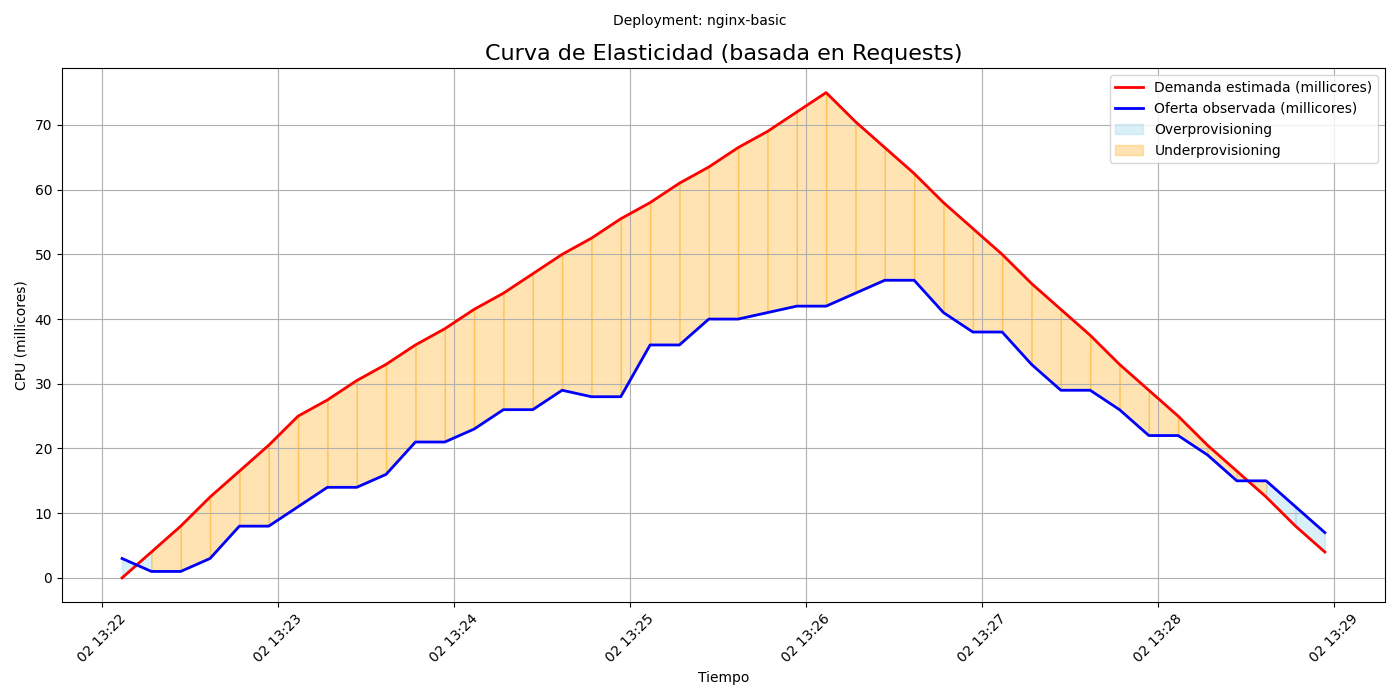 Deployment: nginx-basic
Curva de Elasticidad (basada en Requests)
Demanda estimada (millicores)
Oferta observada (millicores)
Overprovisioning
Underprovisioning
CPU (millicores)
70
60
50
40
30
20
10
0
02 13:22
02 13:23
02 13:24
02 13:25
02 13:26
02 13:27
02 13:28
02 13:29
Tiempo